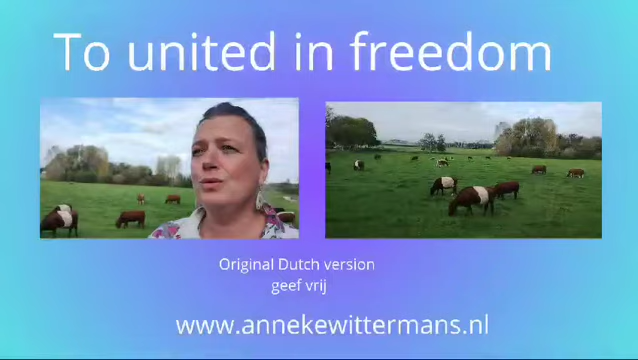 To united in freedom
Original Dutch version
geef vrij
www.annekewittermans.nl